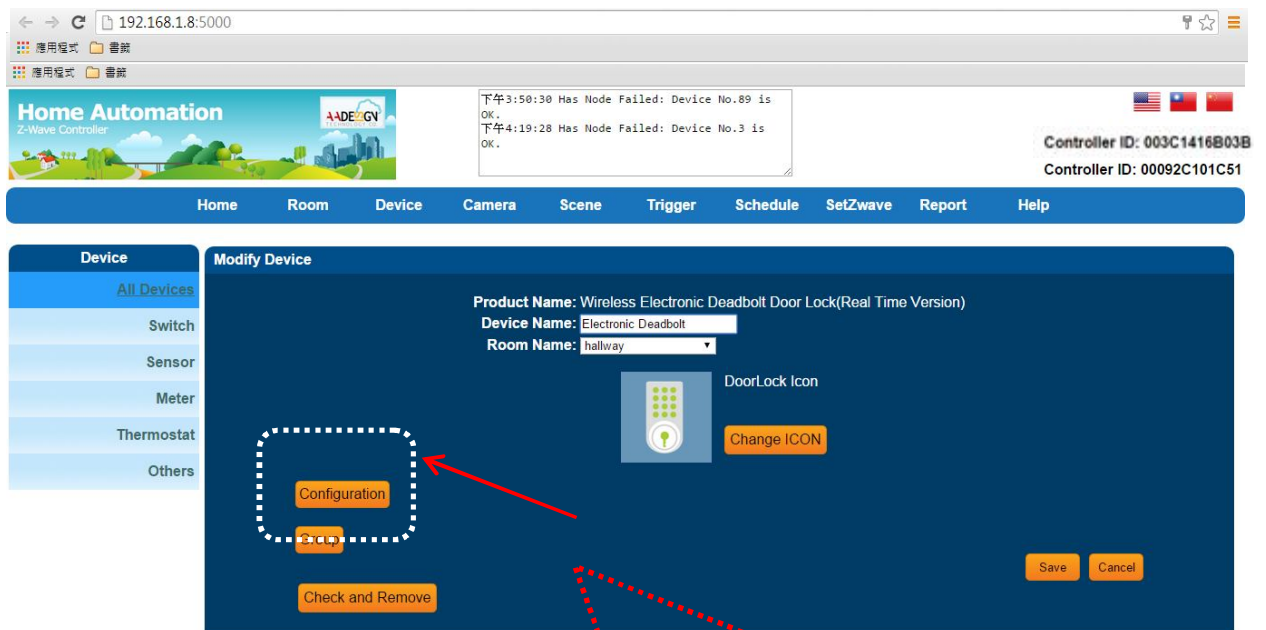 192.168.1.8:5000
應用程式 書籤
應用程式 書籤
Home Automation
Z-Wave Controller
AADESIGN
下午3:50:30 Has Node Failed: Device No.89 is
OK.
下午4:19:28 Has Node Failed: Device No.3 is
OK.
Controller ID: 003C1416B03B
Controller ID: 00092C101C51
Home Room Device Camera Scene Trigger Schedule SetZwave Report Help
Device
All Devices
Switch
Sensor
Meter
Thermostat
Others
Modify Device
Product Name: Wireless Electronic Deadbolt Door Lock(Real Time Version)
Device Name: Electronic Deadbolt
Room Name: hallway
DoorLock Icon
Change ICON
Configuration
Group
Save Cancel
Check and Remove